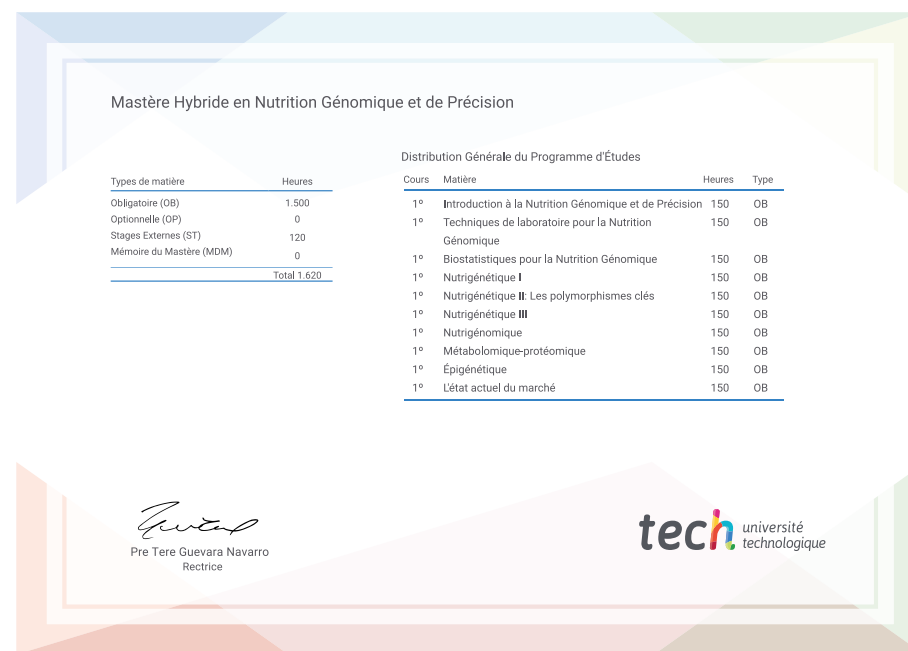 Mastère Hybride en Nutrition Génomique et de Précision
Types de matière Heures
Obligatoire (OB) 1.500
Optionnelle (OP) 0
Stages Externes (ST) 120
Mémoire du Mastère (MDM) 0
Total 1.620
Distribution Générale du Programme d'Études
Cours Matière Heures Type
1º Introduction à la Nutrition Génomique et de Précision 150 OB
1º Techniques de laboratoire pour la Nutrition 150 OB
Génomique
1º Biostatistiques pour la Nutrition Génomique 150 OB
1º Nutrigénétique I 150 OB
1º Nutrigénétique II: Les polymorphismes clés 150 OB
1º Nutrigénétique III 150 OB
1º Nutrigénomique 150 OB
1º Métabolomique-protéomique 150 OB
1º Épigénétique 150 OB
1º L'état actuel du marché 150 OB
Pre Tere Guevara Navarro
Rectrice
tech université
technologique